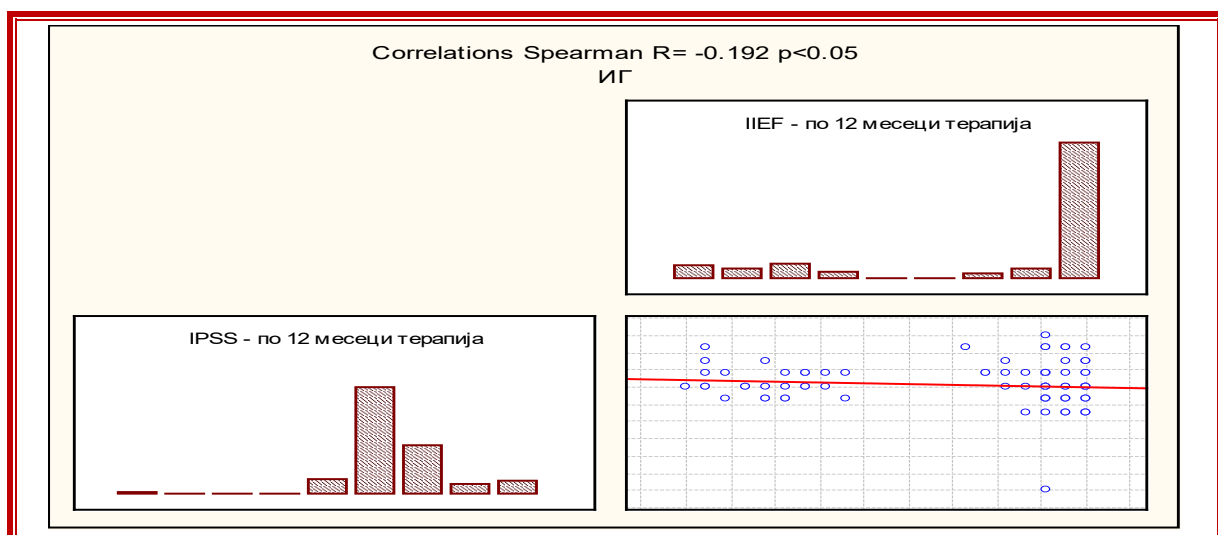 Correlations Spearman R= -0.192 p<0.05
ИГ
IIEF - по 12 месеци терапија
IPSS - по 12 месеци терапија